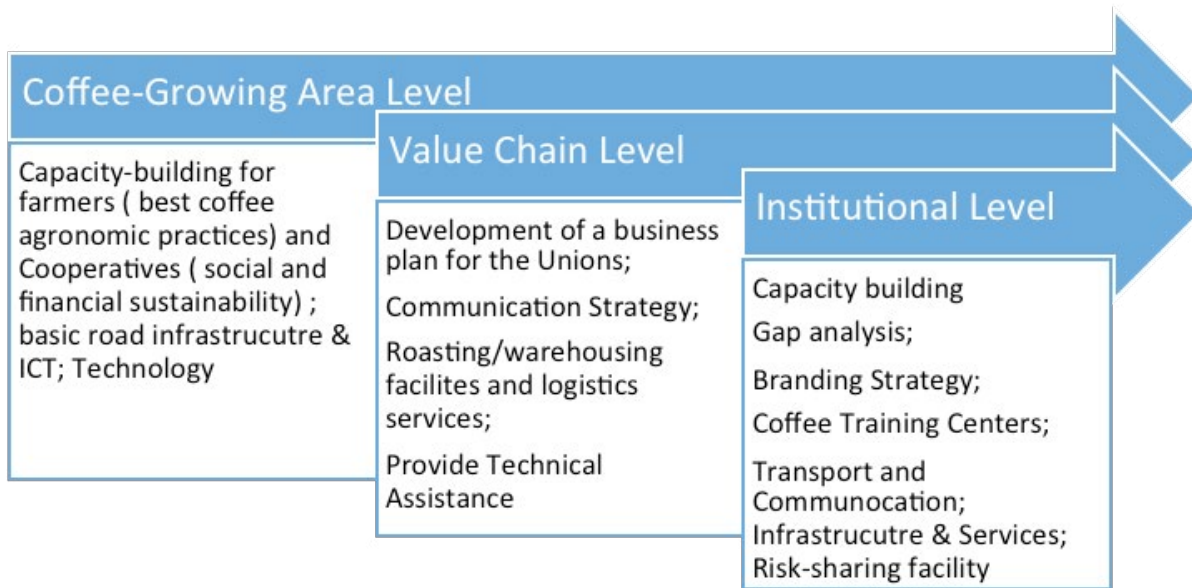 Coffee-Growing Area Level
Capacity-building for
farmers ( best coffee
agronomic practices) and
Cooperatives ( social and
financial sustainability) ;
basic road infrastrucutre &
ICT; Technology
Value Chain Level
Development of a business
plan for the Unions;
Communication Strategy;
Roasting/warehousing
facilites and logistics
services;
Provide Technical
Assistance
Institutional Level
Capacity building
Gap analysis;
Branding Strategy;
Coffee Training Centers;
Transport and
Communocation;
Infrastrucutre & Services;
Risk-sharing facility